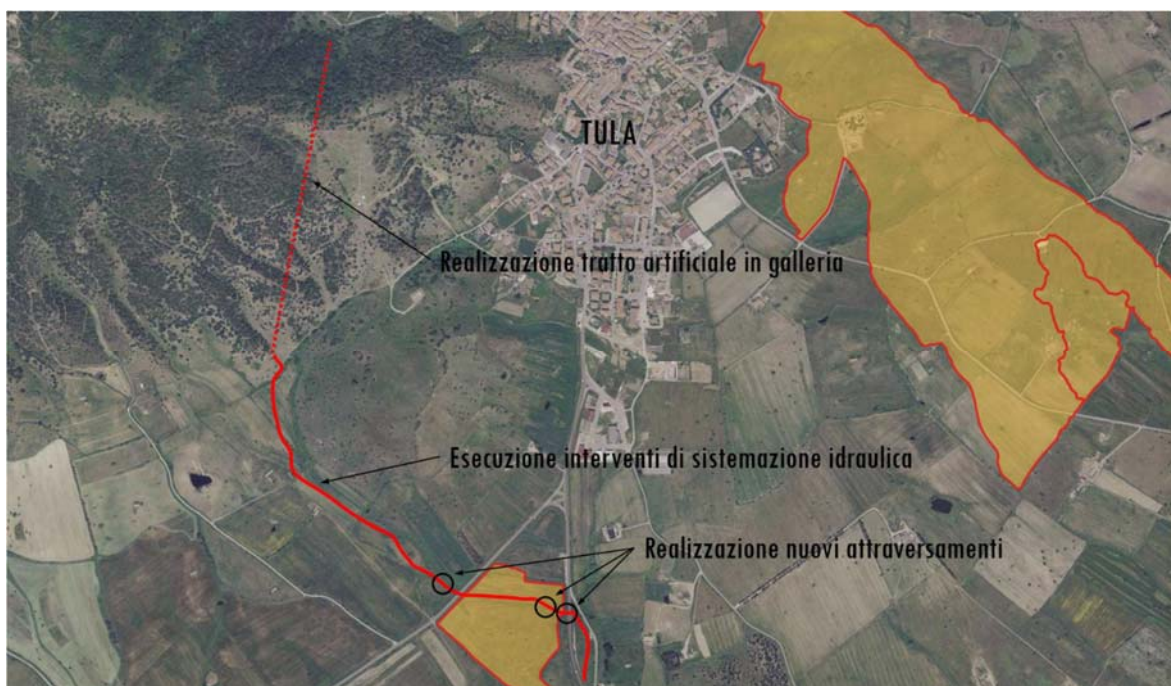 TULA
Realizzazione tratto artificiale in galleria
Esecuzione interventi di sistemazione idraulica
Realizzazione nuovi attraversamenti